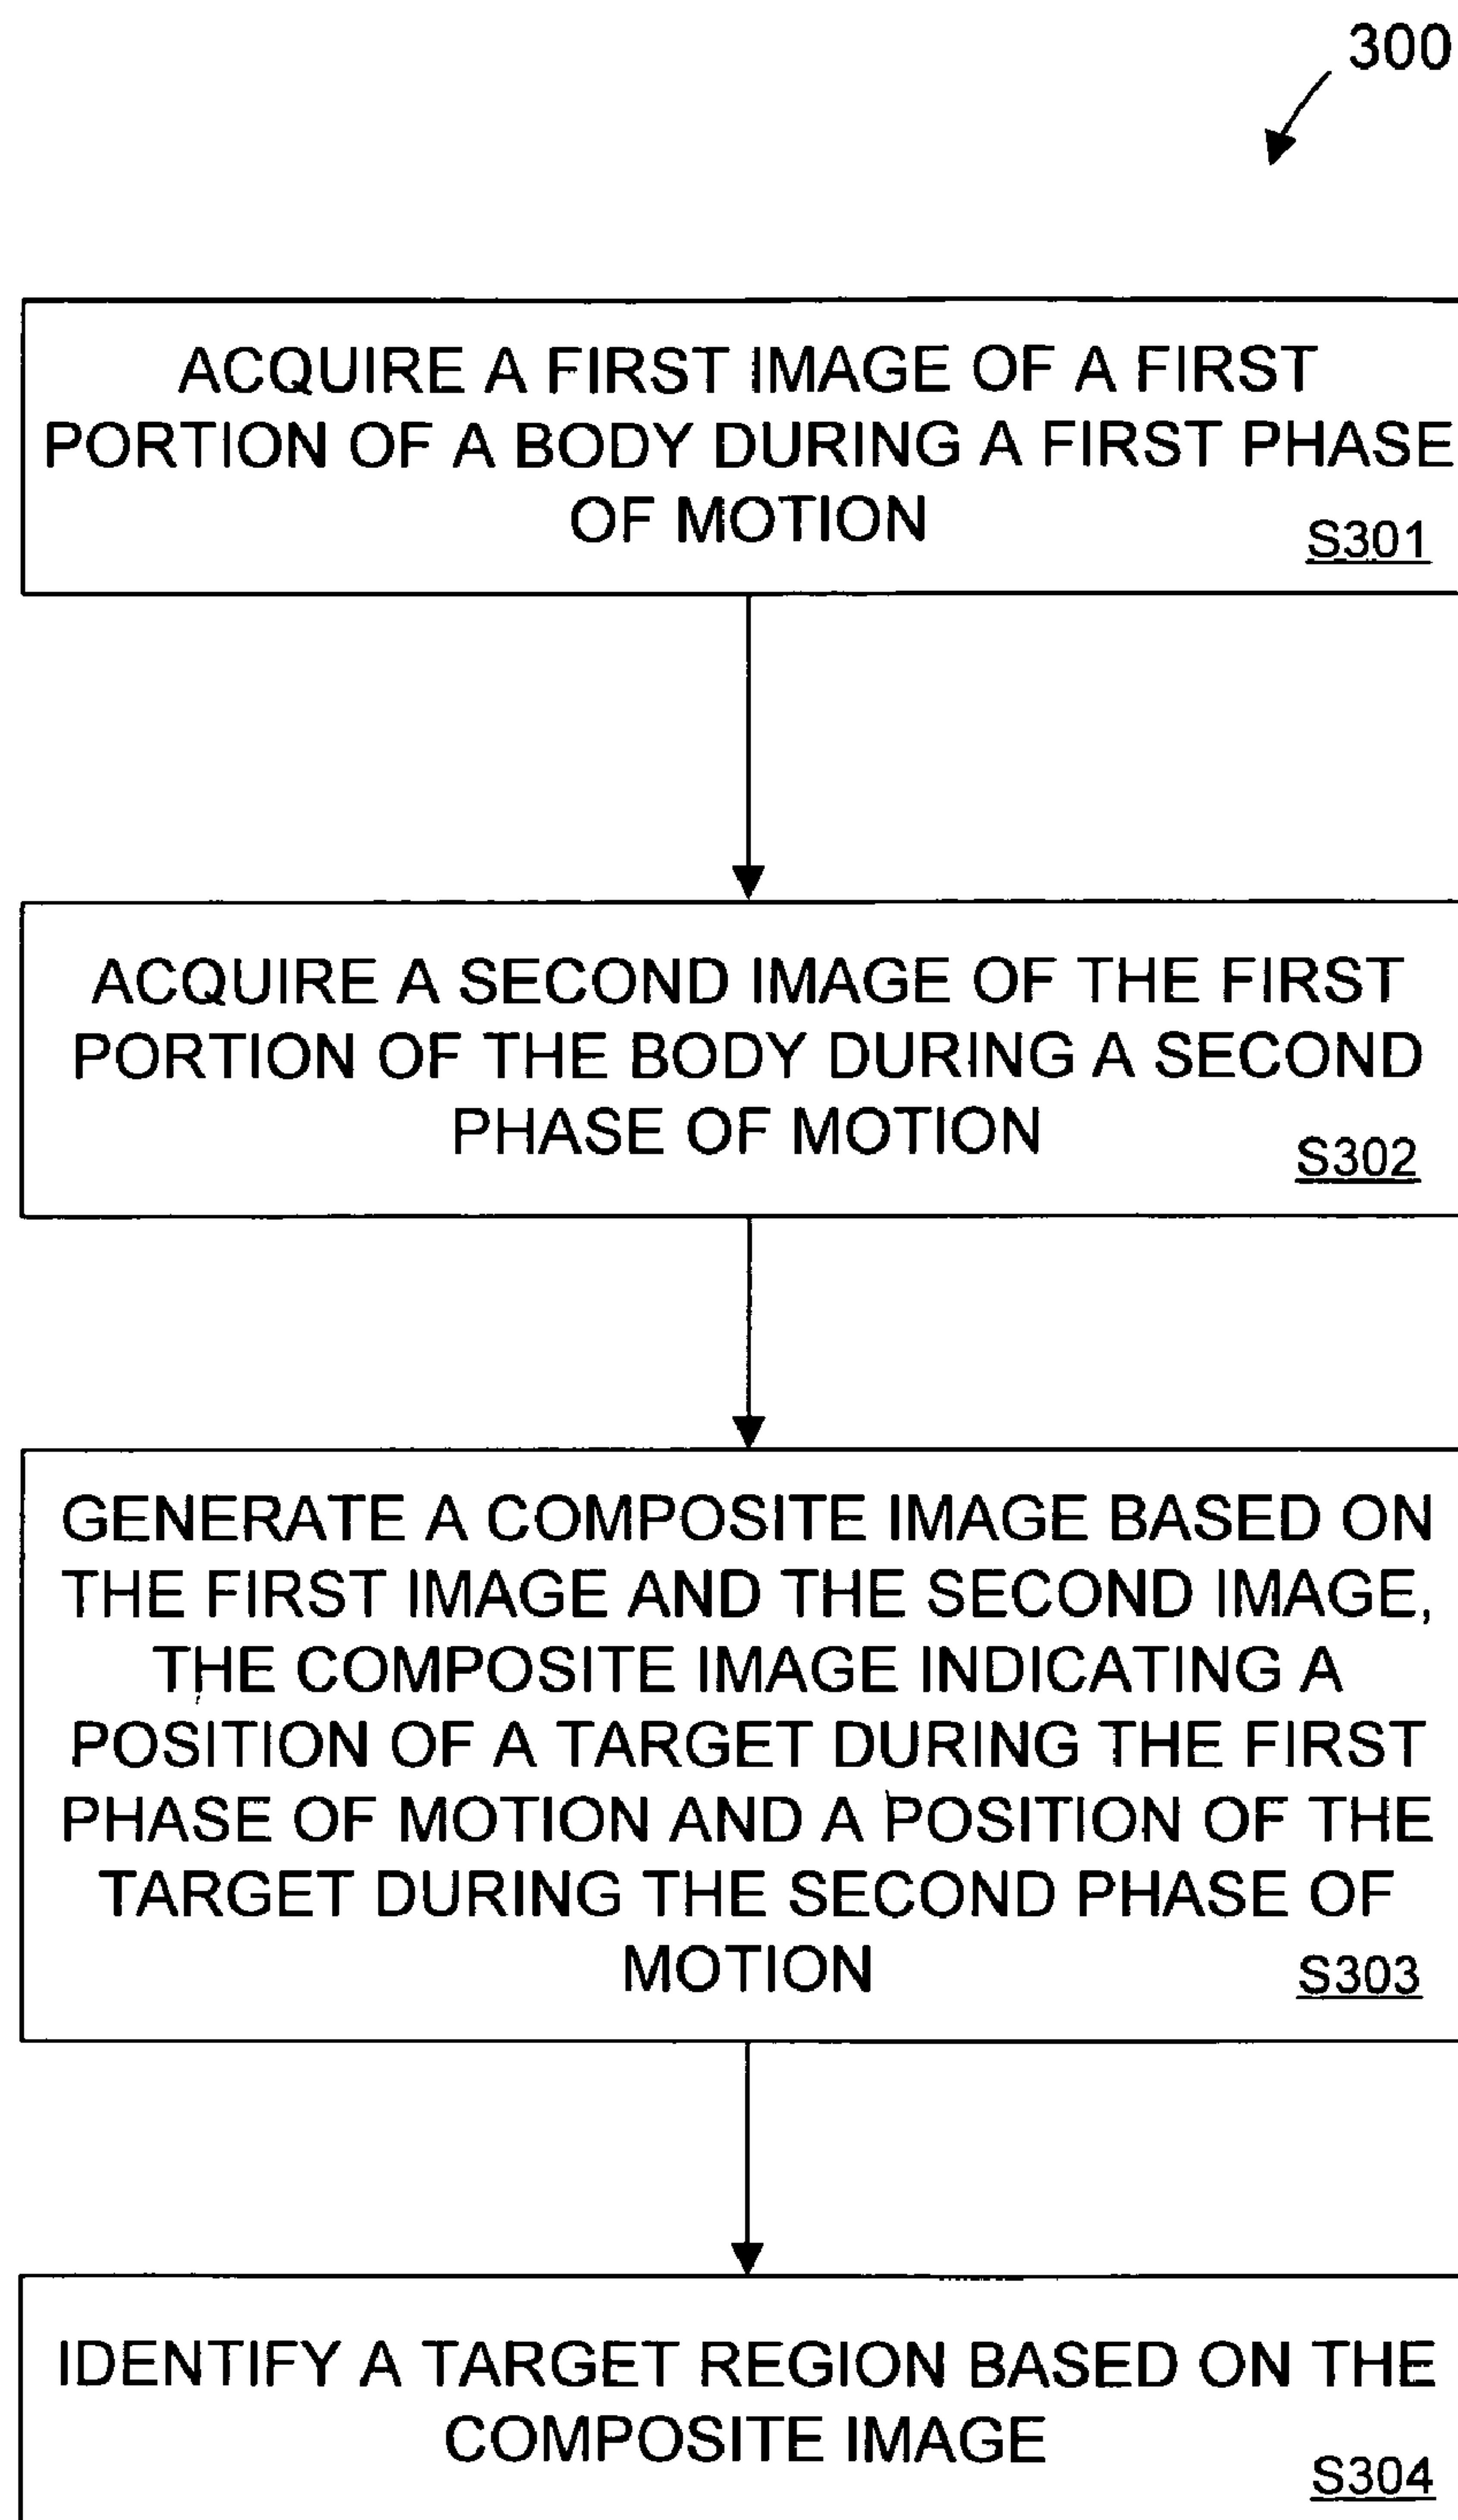 300
ACQUIRE A FIRST IMAGE OF A FIRST
PORTION OF A BODY DURING A FIRST PHASE
OF MOTION
S301
ACQUIRE A SECOND IMAGE OF THE FIRST
PORTION OF THE BODY DURING A SECOND
PHASE OF MOTION
S302
GENERATE A COMPOSITE IMAGE BASED ON
THE FIRST IMAGE AND THE SECOND IMAGE,
THE COMPOSITE IMAGE INDICATING A
POSITION OF A TARGET DURING THE FIRST
PHASE OF MOTION AND A POSITION OF THE
TARGET DURING THE SECOND PHASE OF
MOTION
S303
IDENTIFY A TARGET REGION BASED ON THE
COMPOSITE IMAGE
S304